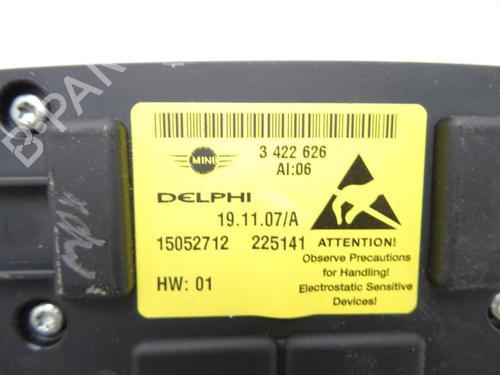 B-PARTS
MINI
3 422 626
AI:06
DELPHI
19.11.07/A
15052712 225141
HW: 01
ATTENTION!
Observe Precautions
for Handling!
Electrostatic Sensitive
Devices!